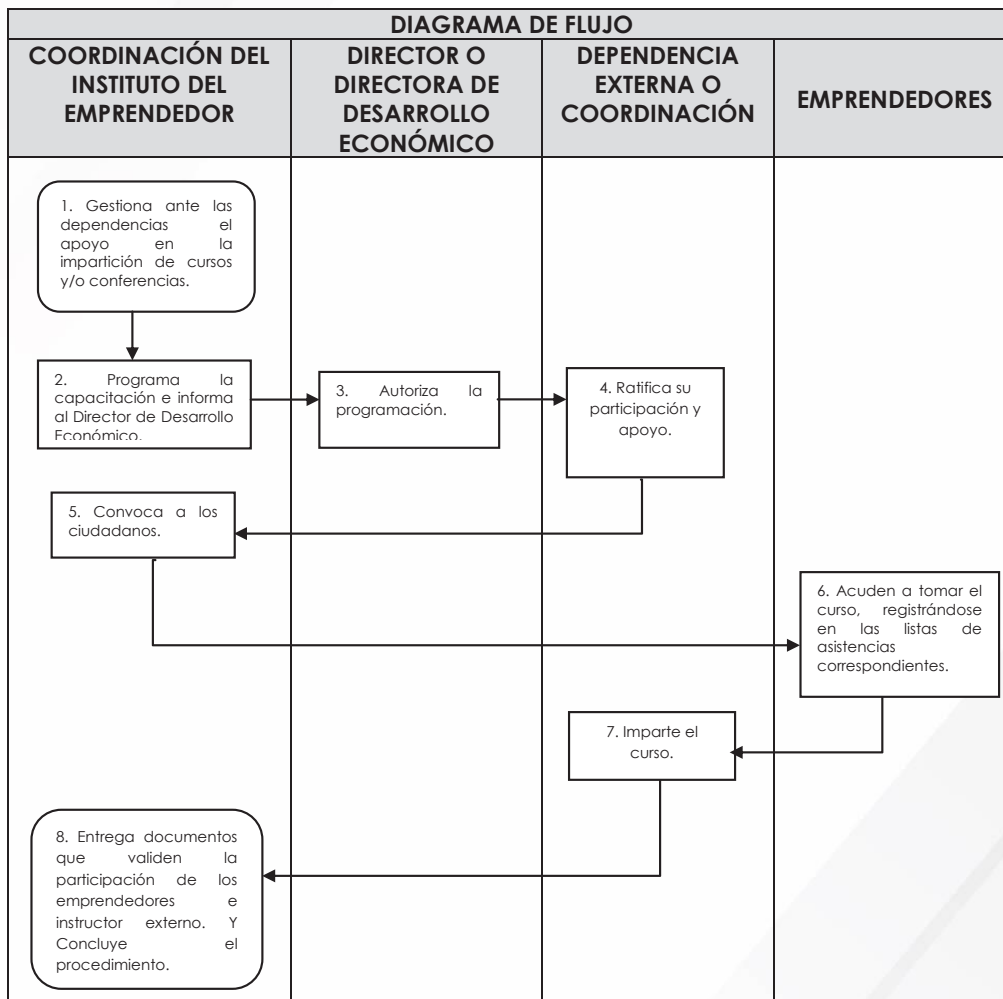 DIAGRAMA DE FLUJO
COORDINACIÓN DEL
INSTITUTO DEL
EMPRENDEDOR
DIRECTOR O
DIRECTORA DE
DESARROLLO
ECONÓMICO
DEPENDENCIA
EXTERNA O
COORDINACIÓN
EMPRENDEDORES
1. Gestiona ante las
dependencias el
apoyo en la
impartición de cursos
y/o conferencias.
2. Programa la
capacitación e informa
al Director de Desarrollo
Económico.
3. Autoriza la
programación.
4. Ratifica su
participación y
apoyo.
5. Convoca a los
ciudadanos.
6. Acuden a tomar el
curso, registrándose
en las listas de
asistencias
correspondientes.
7. Imparte el
curso.
8. Entrega documentos
que validen la
participación de los
emprendedores e
instructor externo. Y
Concluye el
procedimiento.